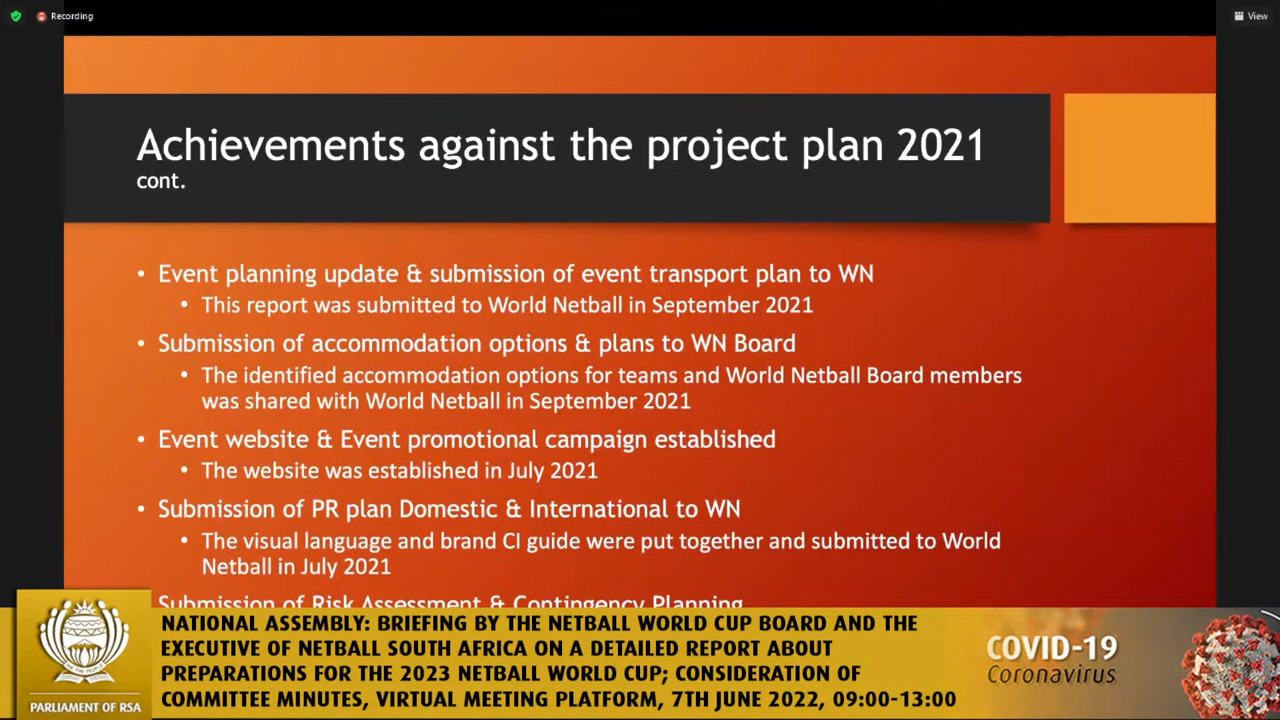 Recording
View
Achievements against the project plan 2021
cont.
• Event planning update & submission of event transport plan to WN
• This report was submitted to World Netball in September 2021
• Submission of accommodation options & plans to WN Board
• The identified accommodation options for teams and World Netball Board members
was shared with World Netball in September 2021
• Event website & Event promotional campaign established
• The website was established in July 2021
• Submission of PR plan Domestic & International to WN
• The visual language and brand CI guide were put together and submitted to World
Netball in July 2021
Submission of Risk Assessment & Contingency Planning
NATIONAL ASSEMBLY: BRIEFING BY THE NETBALL WORLD CUP BOARD AND THE
EXECUTIVE OF NETBALL SOUTH AFRICA ON A DETAILED REPORT ABOUT
PREPARATIONS FOR THE 2023 NETBALL WORLD CUP; CONSIDERATION OF
COMMITTEE MINUTES, VIRTUAL MEETING PLATFORM, 7TH JUNE 2022, 09:00-13:00
PARLIAMENT OF RSA
COVID-19
Coronavirus